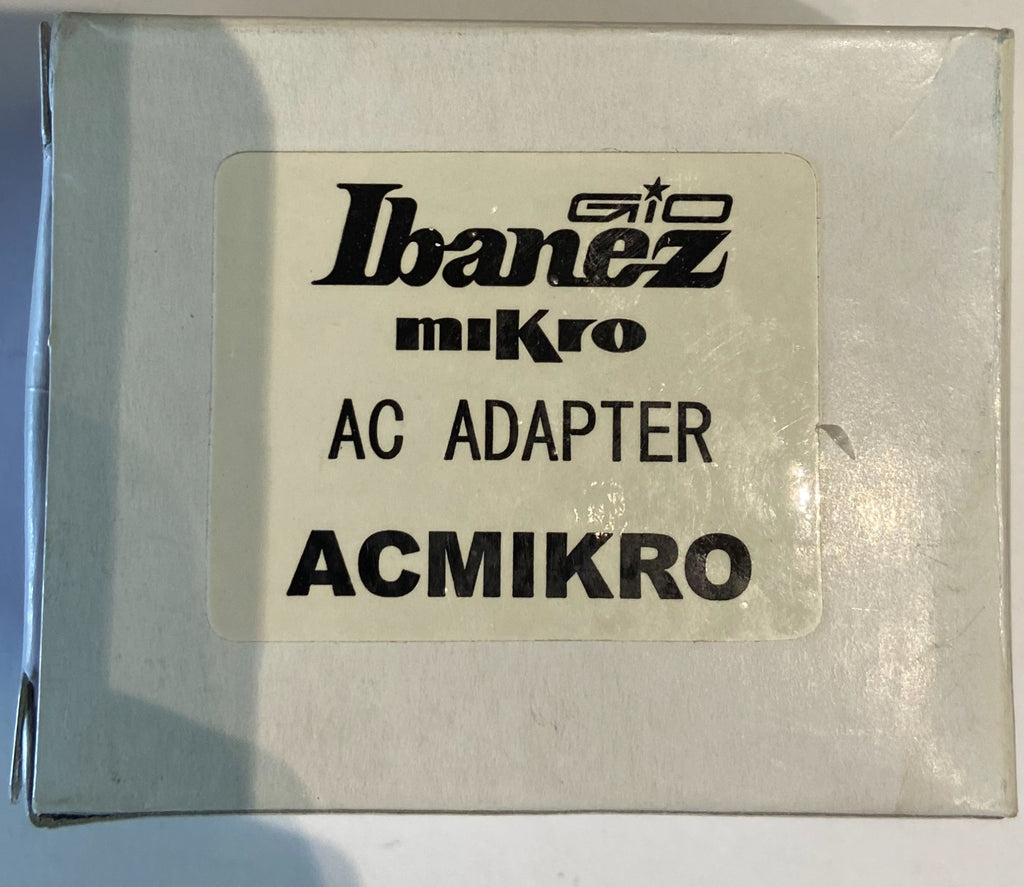 GiO
Ibanez
miKro
AC ADAPTER
ACMIKRO